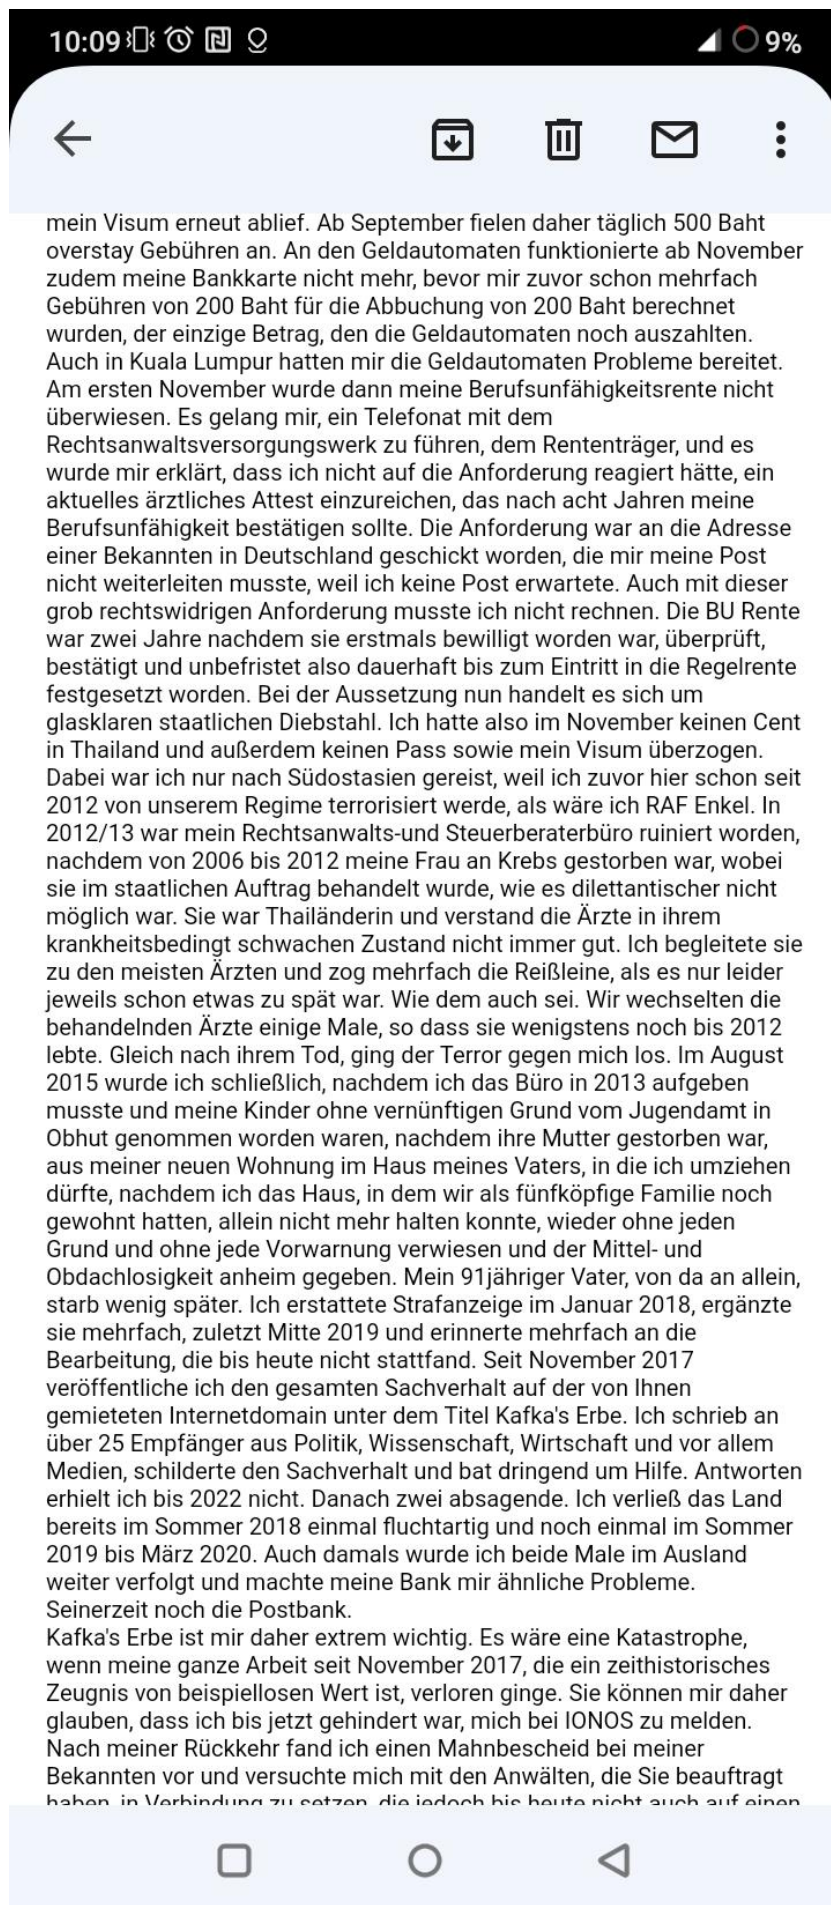 10:09
9%
mein Visum erneut ablief. Ab September fielen daher täglich 500 Baht
overstay Gebühren an. An den Geldautomaten funktionierte ab November
zudem meine Bankkarte nicht mehr, bevor mir zuvor schon mehrfach
Gebühren von 200 Baht für die Abbuchung von 200 Baht berechnet
wurden, der einzige Betrag, den die Geldautomaten noch auszahlten.
Auch in Kuala Lumpur hatten mir die Geldautomaten Probleme bereitet.
Am ersten November wurde dann meine Berufsunfähigkeitsrente nicht
überwiesen. Es gelang mir, ein Telefonat mit dem
Rechtsanwaltsversorgungswerk zu führen, dem Rententräger, und es
wurde mir erklärt, dass ich nicht auf die Anforderung reagiert hätte, ein
aktuelles ärztliches Attest einzureichen, das nach acht Jahren meine
Berufsunfähigkeit bestätigen sollte. Die Anforderung war an die Adresse
einer Bekannten in Deutschland geschickt worden, die mir meine Post
nicht weiterleiten musste, weil ich keine Post erwartete. Auch mit dieser
grob rechtswidrigen Anforderung musste ich nicht rechnen. Die BU Rente
war zwei Jahre nachdem sie erstmals bewilligt worden war, überprüft,
bestätigt und unbefristet also dauerhaft bis zum Eintritt in die Regelrente
festgesetzt worden. Bei der Aussetzung nun handelt es sich um
glasklaren staatlichen Diebstahl. Ich hatte also im November keinen Cent
in Thailand und außerdem keinen Pass sowie mein Visum überzogen.
Dabei war ich nur nach Südostasien gereist, weil ich zuvor hier schon seit
2012 von unserem Regime terrorisiert werde, als wäre ich RAF Enkel. In
2012/13 war mein Rechtsanwalts-und Steuerberaterbüro ruiniert worden,
nachdem von 2006 bis 2012 meine Frau an Krebs gestorben war, wobei
sie im staatlichen Auftrag behandelt wurde, wie es dilettantischer nicht
möglich war. Sie war Thailänderin und verstand die Ärzte in ihrem
krankheitsbedingt schwachen Zustand nicht immer gut. Ich begleitete sie
zu den meisten Ärzten und zog mehrfach die Reißleine, als es nur leider
jeweils schon etwas zu spät war. Wie dem auch sei. Wir wechselten die
behandelnden Ärzte einige Male, so dass sie wenigstens noch bis 2012
lebte. Gleich nach ihrem Tod, ging der Terror gegen mich los. Im August
2015 wurde ich schließlich, nachdem ich das Büro in 2013 aufgeben
musste und meine Kinder ohne vernünftigen Grund vom Jugendamt in
Obhut genommen worden waren, nachdem ihre Mutter gestorben war,
aus meiner neuen Wohnung im Haus meines Vaters, in die ich umziehen
dürfte, nachdem ich das Haus, in dem wir als fünfköpfige Familie noch
gewohnt hatten, allein nicht mehr halten konnte, wieder ohne jeden
Grund und ohne jede Vorwarnung verwiesen und der Mittel- und
Obdachlosigkeit anheim gegeben. Mein 91jähriger Vater, von da an allein,
starb wenig später. Ich erstattete Strafanzeige im Januar 2018, ergänzte
sie mehrfach, zuletzt Mitte 2019 und erinnerte mehrfach an die
Bearbeitung, die bis heute nicht stattfand. Seit November 2017
veröffentliche ich den gesamten Sachverhalt auf der von Ihnen
gemieteten Internetdomain unter dem Titel Kafka's Erbe. Ich schrieb an
über 25 Empfänger aus Politik, Wissenschaft, Wirtschaft und vor allem
Medien, schilderte den Sachverhalt und bat dringend um Hilfe. Antworten
erhielt ich bis 2022 nicht. Danach zwei absagende. Ich verließ das Land
bereits im Sommer 2018 einmal fluchtartig und noch einmal im Sommer
2019 bis März 2020. Auch damals wurde ich beide Male im Ausland
weiter verfolgt und machte meine Bank mir ähnliche Probleme.
Seinerzeit noch die Postbank.
Kafka's Erbe ist mir daher extrem wichtig. Es wäre eine Katastrophe,
wenn meine ganze Arbeit seit November 2017, die ein zeithistorisches
Zeugnis von beispiellosen Wert ist, verloren ginge. Sie können mir daher
glauben, dass ich bis jetzt gehindert war, mich bei IONOS zu melden.
Nach meiner Rückkehr fand ich einen Mahnbescheid bei meiner
Bekannten vor und versuchte mich mit den Anwälten, die Sie beauftragt
haben, in Verbindung zu setzen, die jedoch bis heute nicht auch auf einen